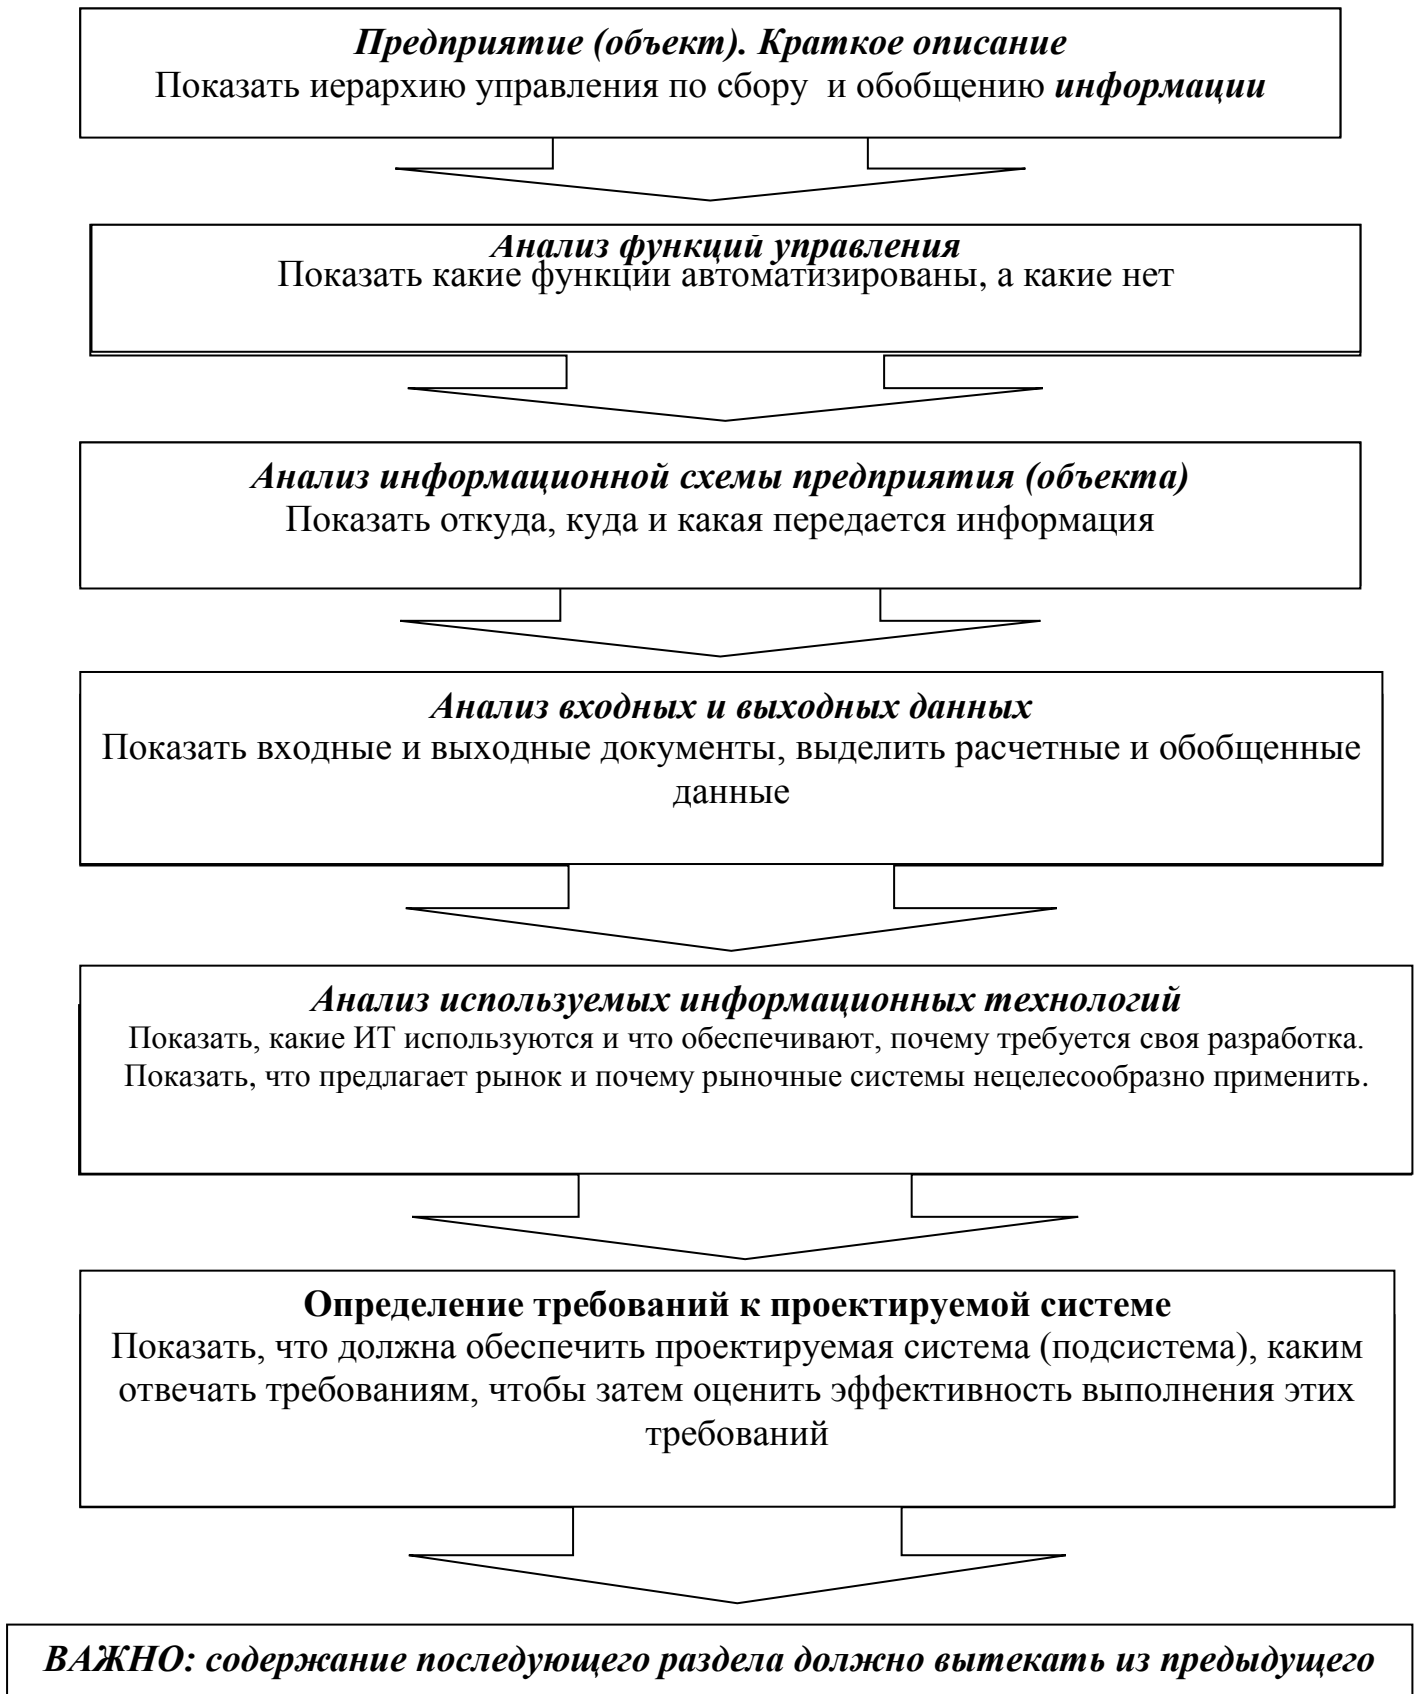 Предприятие (объект). Краткое описание
Показать иерархию управления по сбору и обобщению информации
Анализ функций управления
Показать какие функции автоматизированы, а какие нет
Анализ информационной схемы предприятия (объекта)
Показать откуда, куда и какая передается информация
Анализ входных и выходных данных
Показать входные и выходные документы, выделить расчетные и обобщенные
данные
Анализ используемых информационных технологий
Показать, какие ИТ используются и что обеспечивают, почему требуется своя разработка.
Показать, что предлагает рынок и почему рыночные системы нецелесообразно применить.
Определение требований к проектируемой системе
Показать, что должна обеспечить проектируемая система (подсистема), каким
отвечать требованиям, чтобы затем оценить эффективность выполнения этих
требований
ВАЖНО: содержание последующего раздела должно вытекать из предыдущего